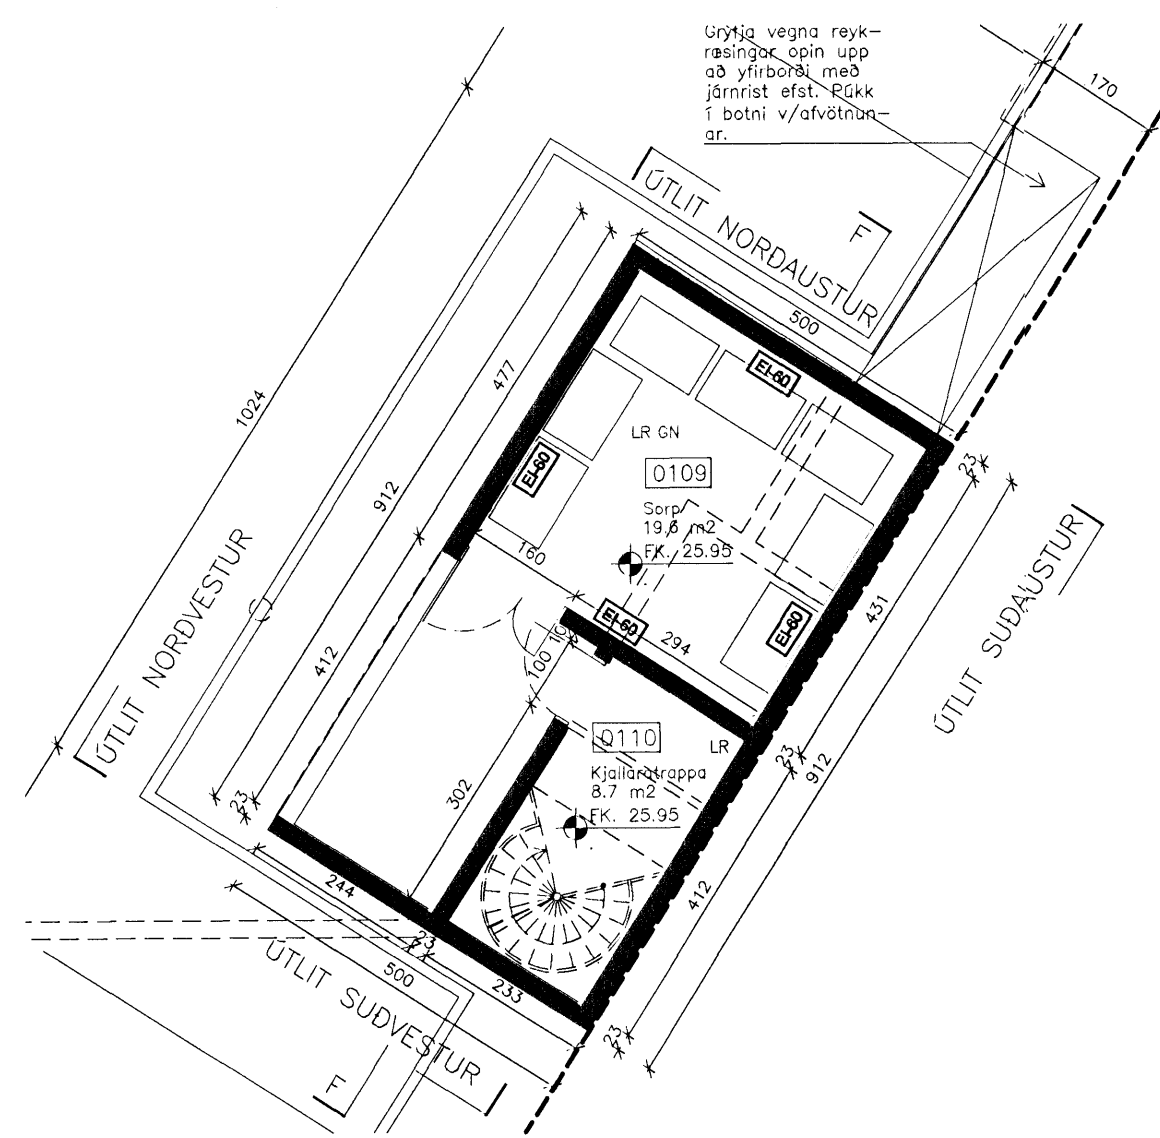 Gryfja vegna reyk-
ræsingar opin upp
að yfirborði með
járnrist efst. Púkk
í botni v/afvötnun-
ar.
170
ÚTLIT NORÐAUSTUR
F
500
1024
477
912
EI-60
LR GN
0109
Sorp
19.6 m2
FK. 25.95
EI-60
23
160
431
ÚTLIT SUÐAUSTUR
ÚTLIT NORÐVESTUR
412
EI-60
EI-60
294
10
100
0110
LR
Kjallaratrappa
8.7 m2
FK. 25.95
23
912
302
23
244
412
23
ÚTLIT SUÐVESTUR
500
233
23
F